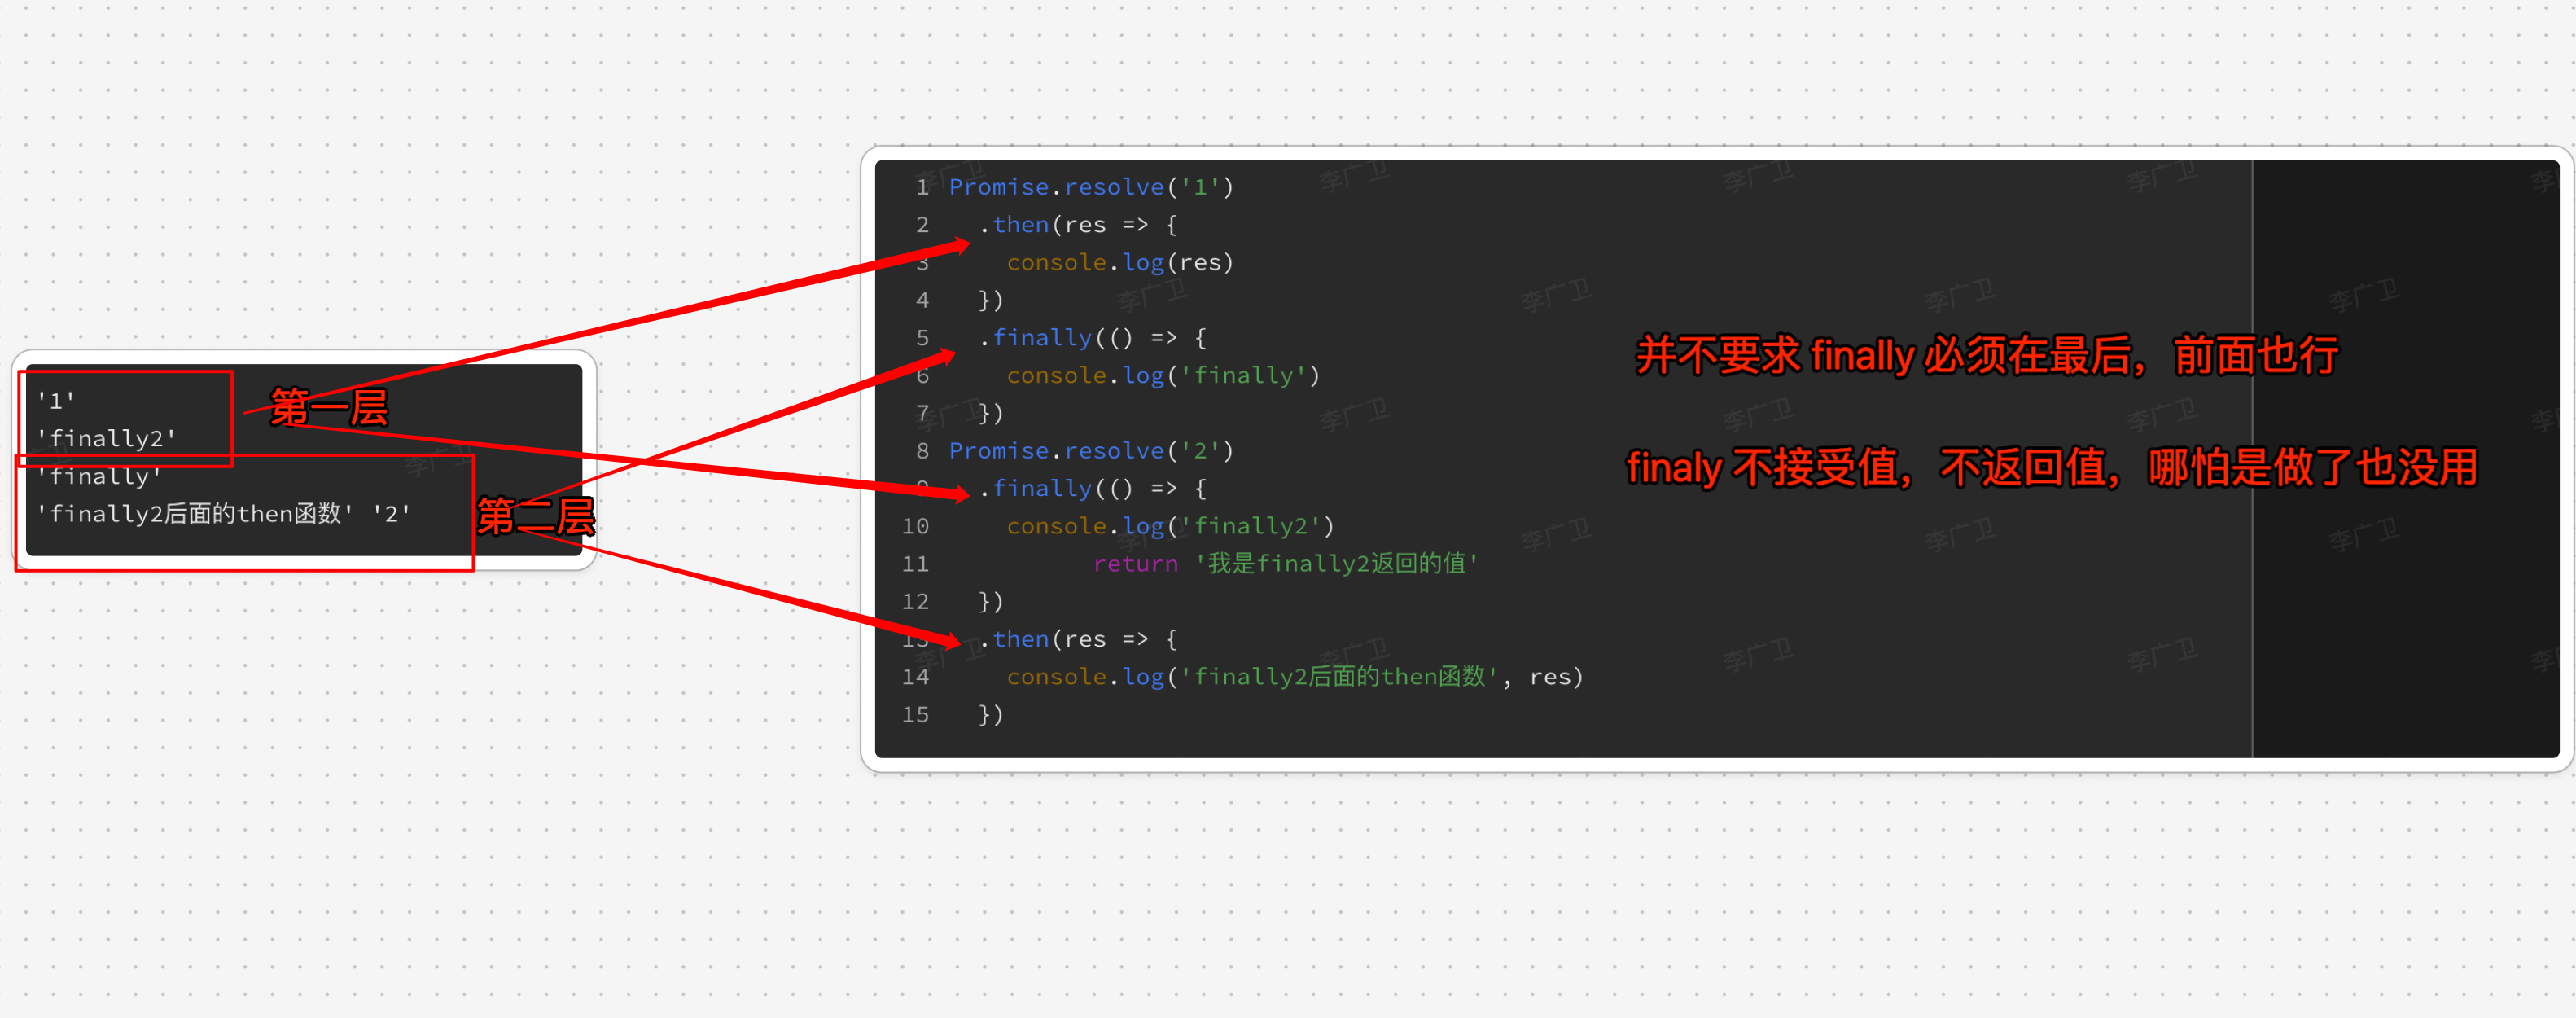 '1'
'finally2'
'finally'
'finally2后面的then函数' '2'
第一层
第二层
1 Promise.resolve('1')
2 .then(res => {
3 console.log(res)
4 })
5 .finally(() => {
6 console.log('finally')
7 })
8 Promise.resolve('2')
9 .finally(() => {
10 console.log('finally2')
11 return '我是finally2返回的值'
12 })
13 .then(res => {
14 console.log('finally2后面的then函数', res)
15 })
并不要求 finally 必须在最后，前面也行
finaly 不接受值，不返回值，哪怕是做了也没用
李广卫